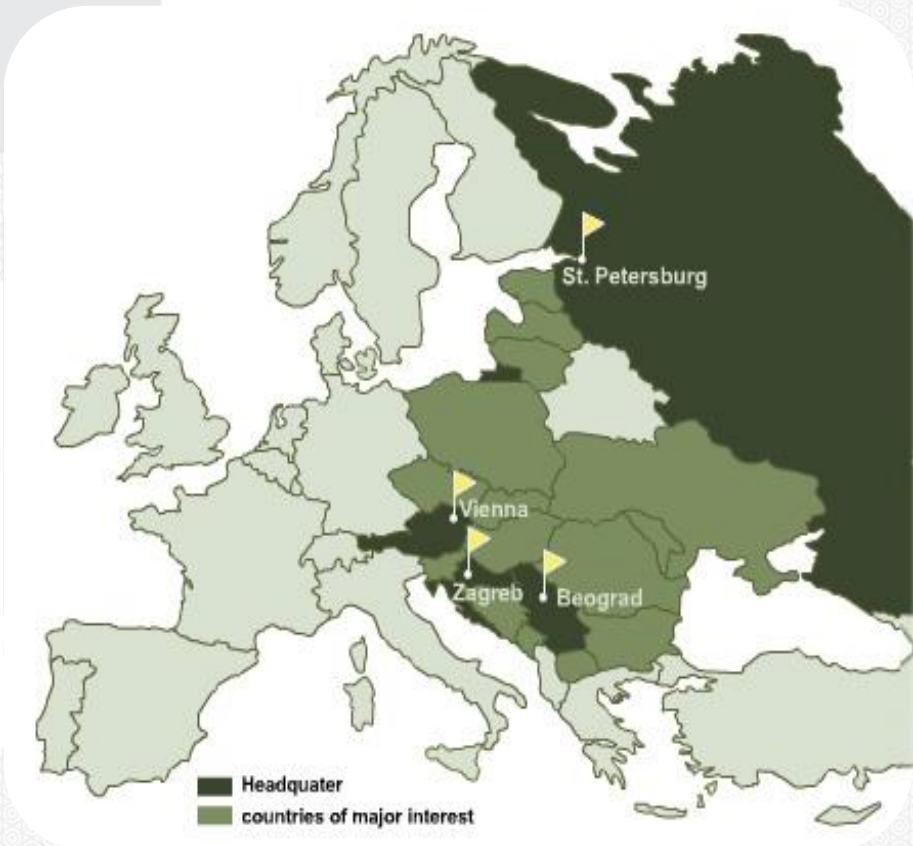 St. Petersburg
Vienna
Zagreb
Beograd
Headquater
countries of major interest